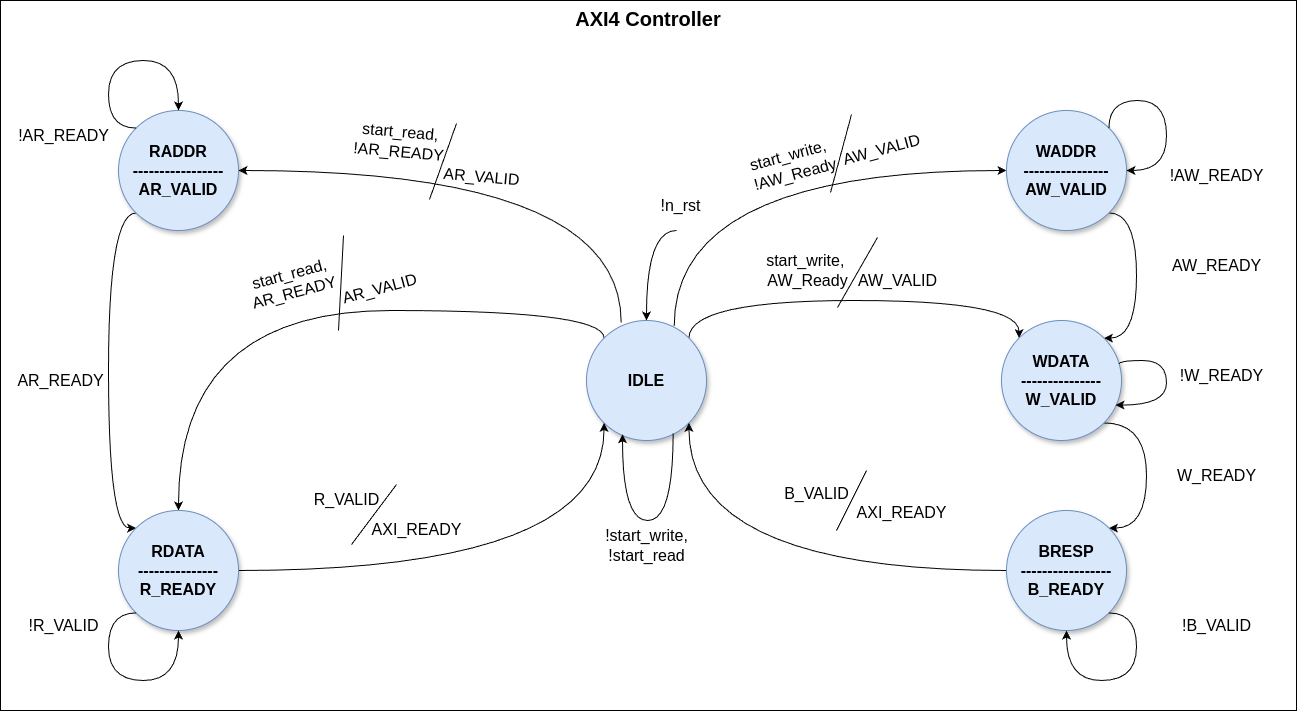 AXI4 Controller
!AR_READY
RADDR
-----------------
AR_VALID
start_read,
!AR_READY
AR_VALID
!n_rst
start_write,
!AW_Ready
AW_VALID
WADDR
----------------
AW_VALID
!AW_READY
start_read,
AR_READY
AR_VALID
start_write,
AW_Ready
AW_VALID
AW_READY
AR_READY
IDLE
WDATA
---------------
W_VALID
!W_READY
R_VALID
AXI_READY
!start_write,
!start_read
B_VALID
AXI_READY
W_READY
RDATA
---------------
R_READY
!R_VALID
BRESP
-----------------
B_READY
!B_VALID